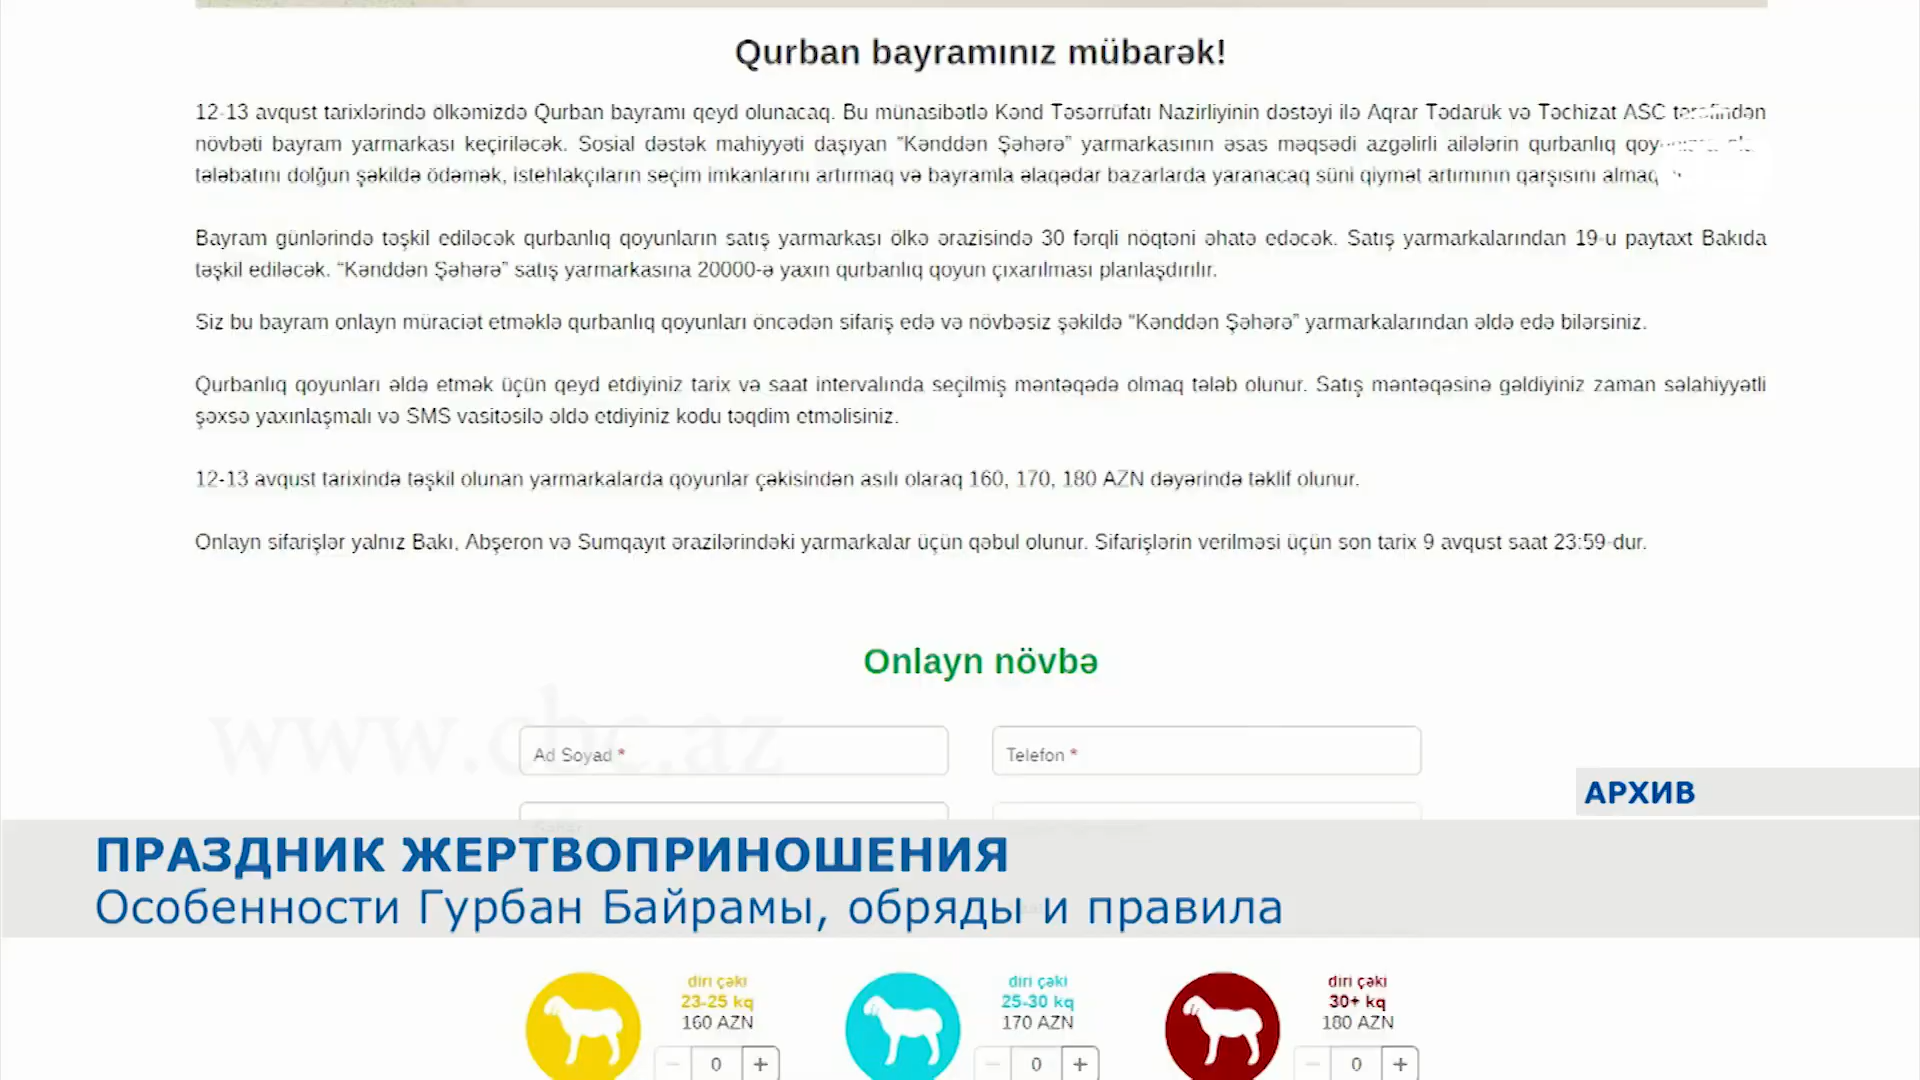 Qurban bayramınız mübarək!
12-13 avqust tarixlərində ölkəmizdə Qurban bayramı qeyd olunacaq. Bu münasibətlə Kənd Təsərrüfatı Nazirliyinin dəstəyi ilə Aqrar Tədarük və Təchizat ASC tərəfindən
növbəti bayram yarmarkası keçiriləcək. Sosial dəstək mahiyyəti daşıyan “Kənddən Şəhərə” yarmarkasının əsas məqsədi azgəlirli ailələrin qurbanlıq
tələbatını dolğun şəkildə ödəmək, istehlakçıların seçim imkanlarını artırmaq və bayramla əlaqədar bazarlarda yaranacaq süni qiymət artımının qarşısını almaq
Bayram günlərində təşkil ediləcək qurbanlıq qoyunların satış yarmarkası ölkə ərazisində 30 fərqli nöqtəni əhatə edəcək. Satış yarmarkalarından 19-u paytaxt Bakıda
təşkil ediləcək. “Kənddən Şəhərə” satış yarmarkasına 20000-ə yaxın qurbanlıq qoyun çıxarılması planlaşdırılır.
Siz bu bayram onlayn müraciət etməklə qurbanlıq qoyunları öncədən sifariş edə və növbəsiz şəkildə “Kənddən Şəhərə” yarmarkalarından əldə edə bilərsiniz.
Qurbanlıq qoyunları əldə etmək üçün qeyd etdiyiniz tarix və saat intervalında seçilmiş məntəqədə olmaq tələb olunur. Satış məntəqəsinə gəldiyiniz zaman səlahiyyətli
şəxsə yaxınlaşmalı və SMS vasitəsilə əldə etdiyiniz kodu təqdim etməlisiniz.
12-13 avqust tarixində təşkil olunan yarmarkalarda qoyunlar çəkisindən asılı olaraq 160, 170, 180 AZN dəyərində təklif olunur.
Onlayn sifarişlər yalnız Bakı, Abşeron və Sumqayıt ərazilərindəki yarmarkalar üçün qəbul olunur. Sifarişlərin verilməsi üçün son tarix 9 avqust saat 23:59-dur.
Onlayn növbə
www.cbc.az
Ad Soyad *
Telefon *
АРХИВ
ПРАЗДНИК ЖЕРТВОПРИНОШЕНИЯ
Особенности Гурбан Байрамы, обряды и правила
diri çəki
23-25 kq
160 AZN
− 0 +
diri çəki
25-30 kq
170 AZN
− 0 +
diri çəki
30+ kq
180 AZN
− 0 +